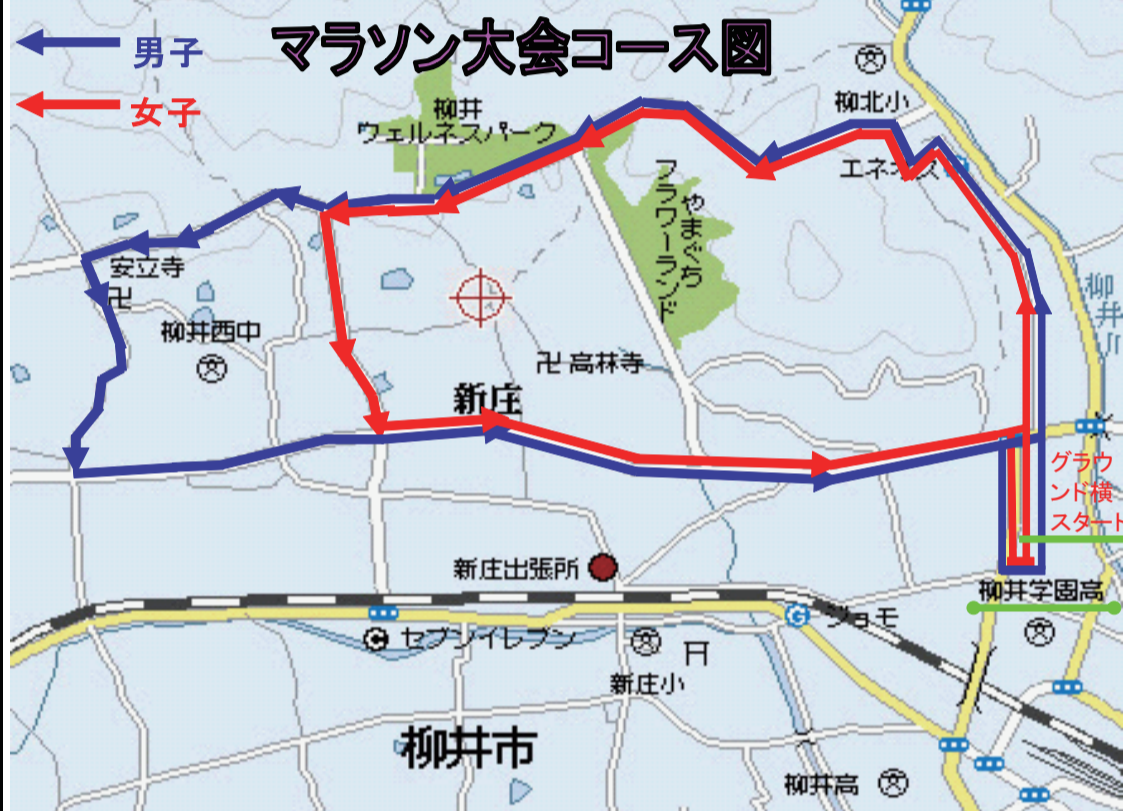 マラソン大会コース図
男子
女子
柳井
ウェルネスパーク
柳北小
エネオス
やまぐち
フラワーランド
柳井川
安立寺
卍
柳井西中
卍 高林寺
新庄
グラウ
ンド横
スタート
新庄出張所
柳井学園高
ジョモ
セブンイレブン
新庄小
柳井市
柳井高